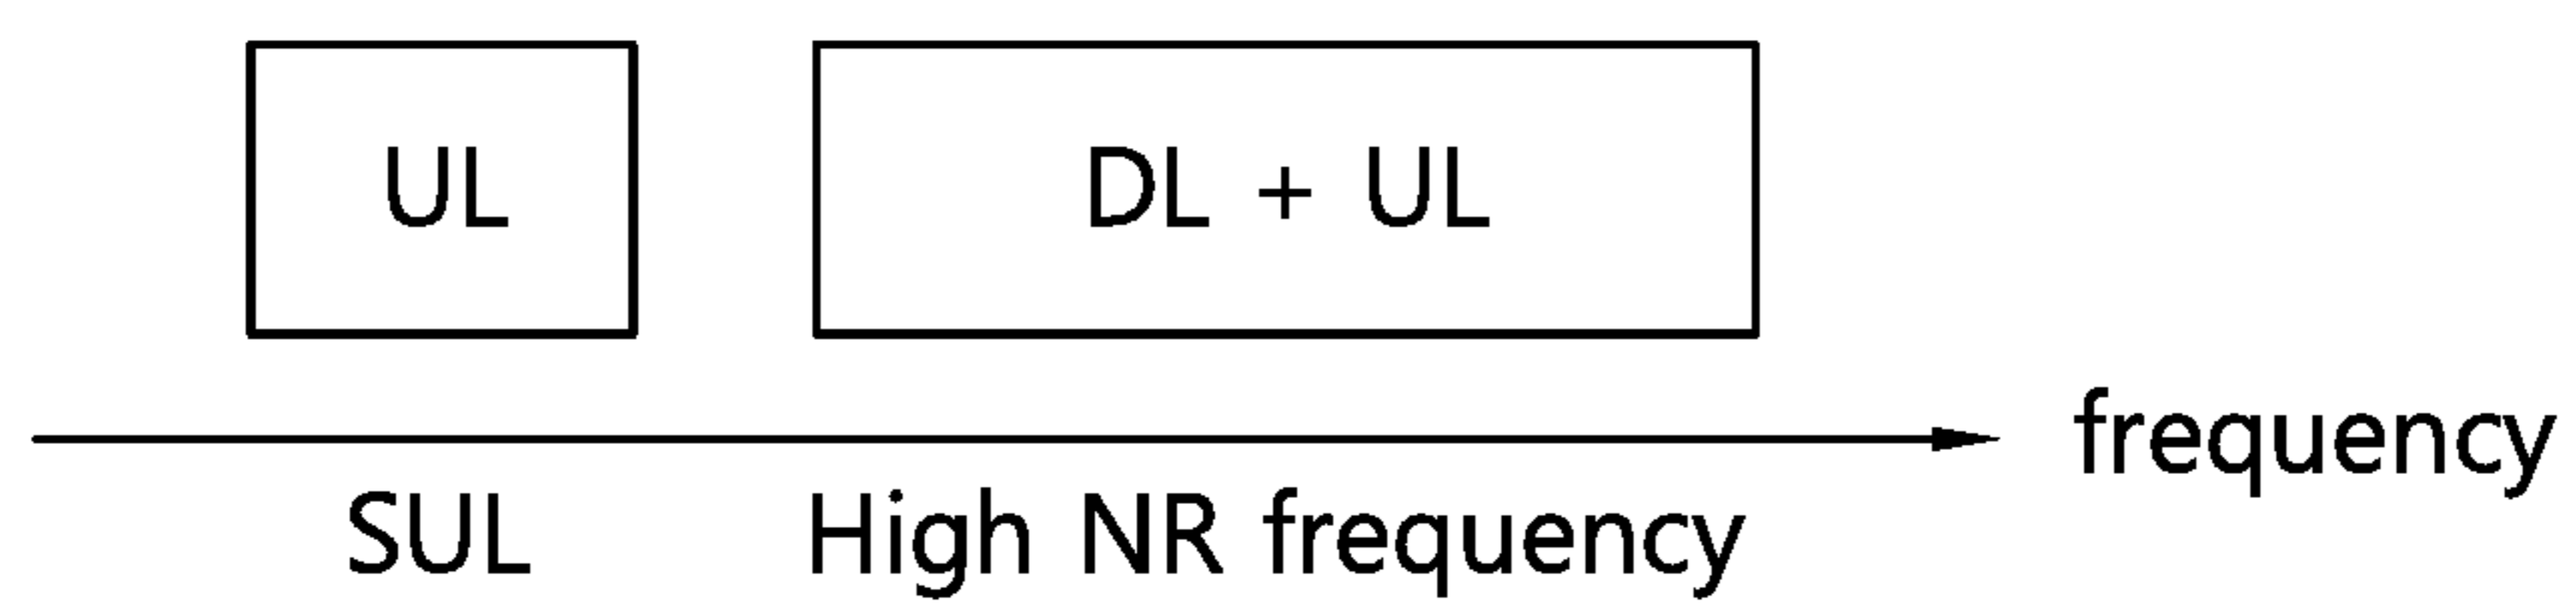 UL
DL + UL
frequency
SUL
High NR frequency